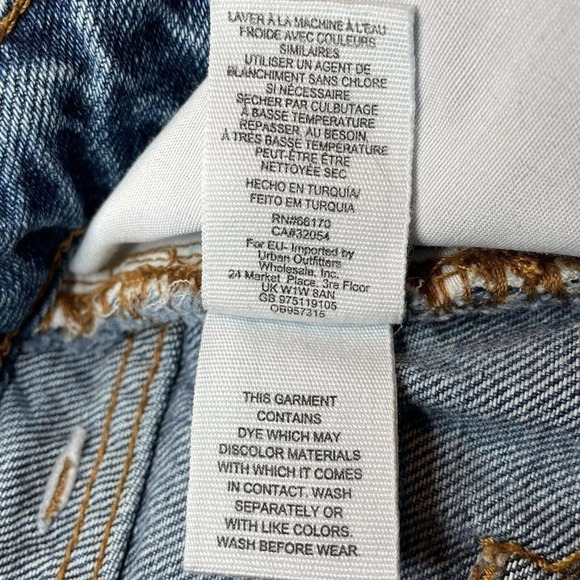 LAVER À LA MACHINE À L'EAU
FROIDE AVEC COULEURS
SIMILAIRES
UTILISER UN AGENT DE
BLANCHIMENT SANS CHLORE
SI NÉCESSAIRE
SÉCHER PAR CULBUTAGE
À BASSE TEMPÉRATURE
REPASSER, AU BESOIN,
À TRÈS BASSE TEMPÉRATURE
PEUT-ÊTRE ÊTRE
NETTOYÉE SEC
HECHO EN TURQUIA/
FEITO EM TURQUIA
RN#66170
CA#32054
For EU- Imported by
Urban Outfitters
Wholesale, Inc.
24 Market Place, 3re Floor
UK W1W 8AN
GB 975119105
OB957315
THIS GARMENT
CONTAINS
DYE WHICH MAY
DISCOLOR MATERIALS
WITH WHICH IT COMES
IN CONTACT. WASH
SEPARATELY OR
WITH LIKE COLORS.
WASH BEFORE WEAR.